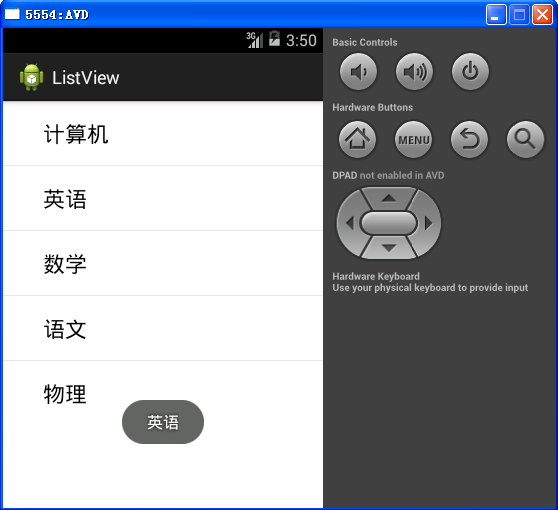 5554:AVD
3G 3:50
ListView
计算机
英语
数学
语文
物理
英语
Basic Controls
Hardware Buttons
MENU
DPAD not enabled in AVD
Hardware Keyboard
Use your physical keyboard to provide input